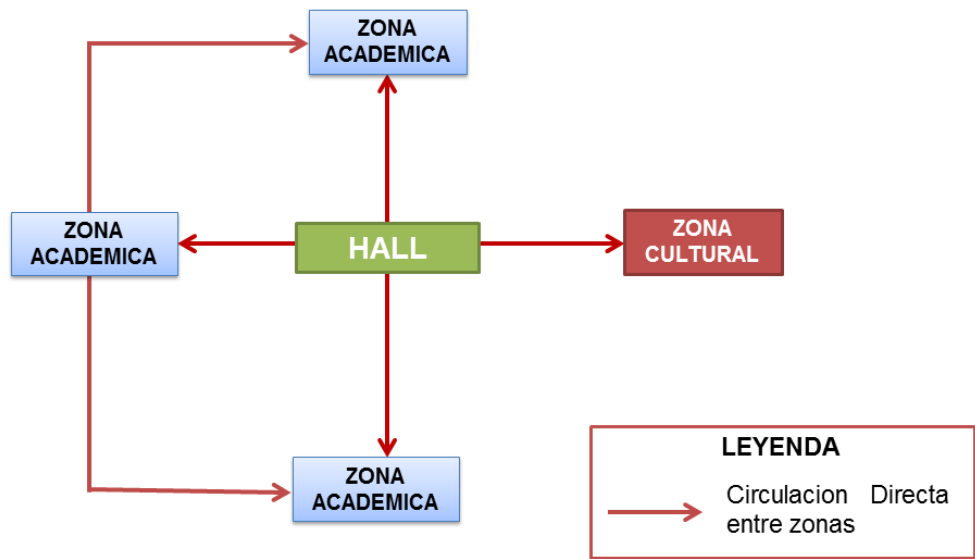 ZONA
ACADEMICA
ZONA
ACADEMICA
HALL
ZONA
CULTURAL
ZONA
ACADEMICA
LEYENDA
Circulacion Directa
entre zonas